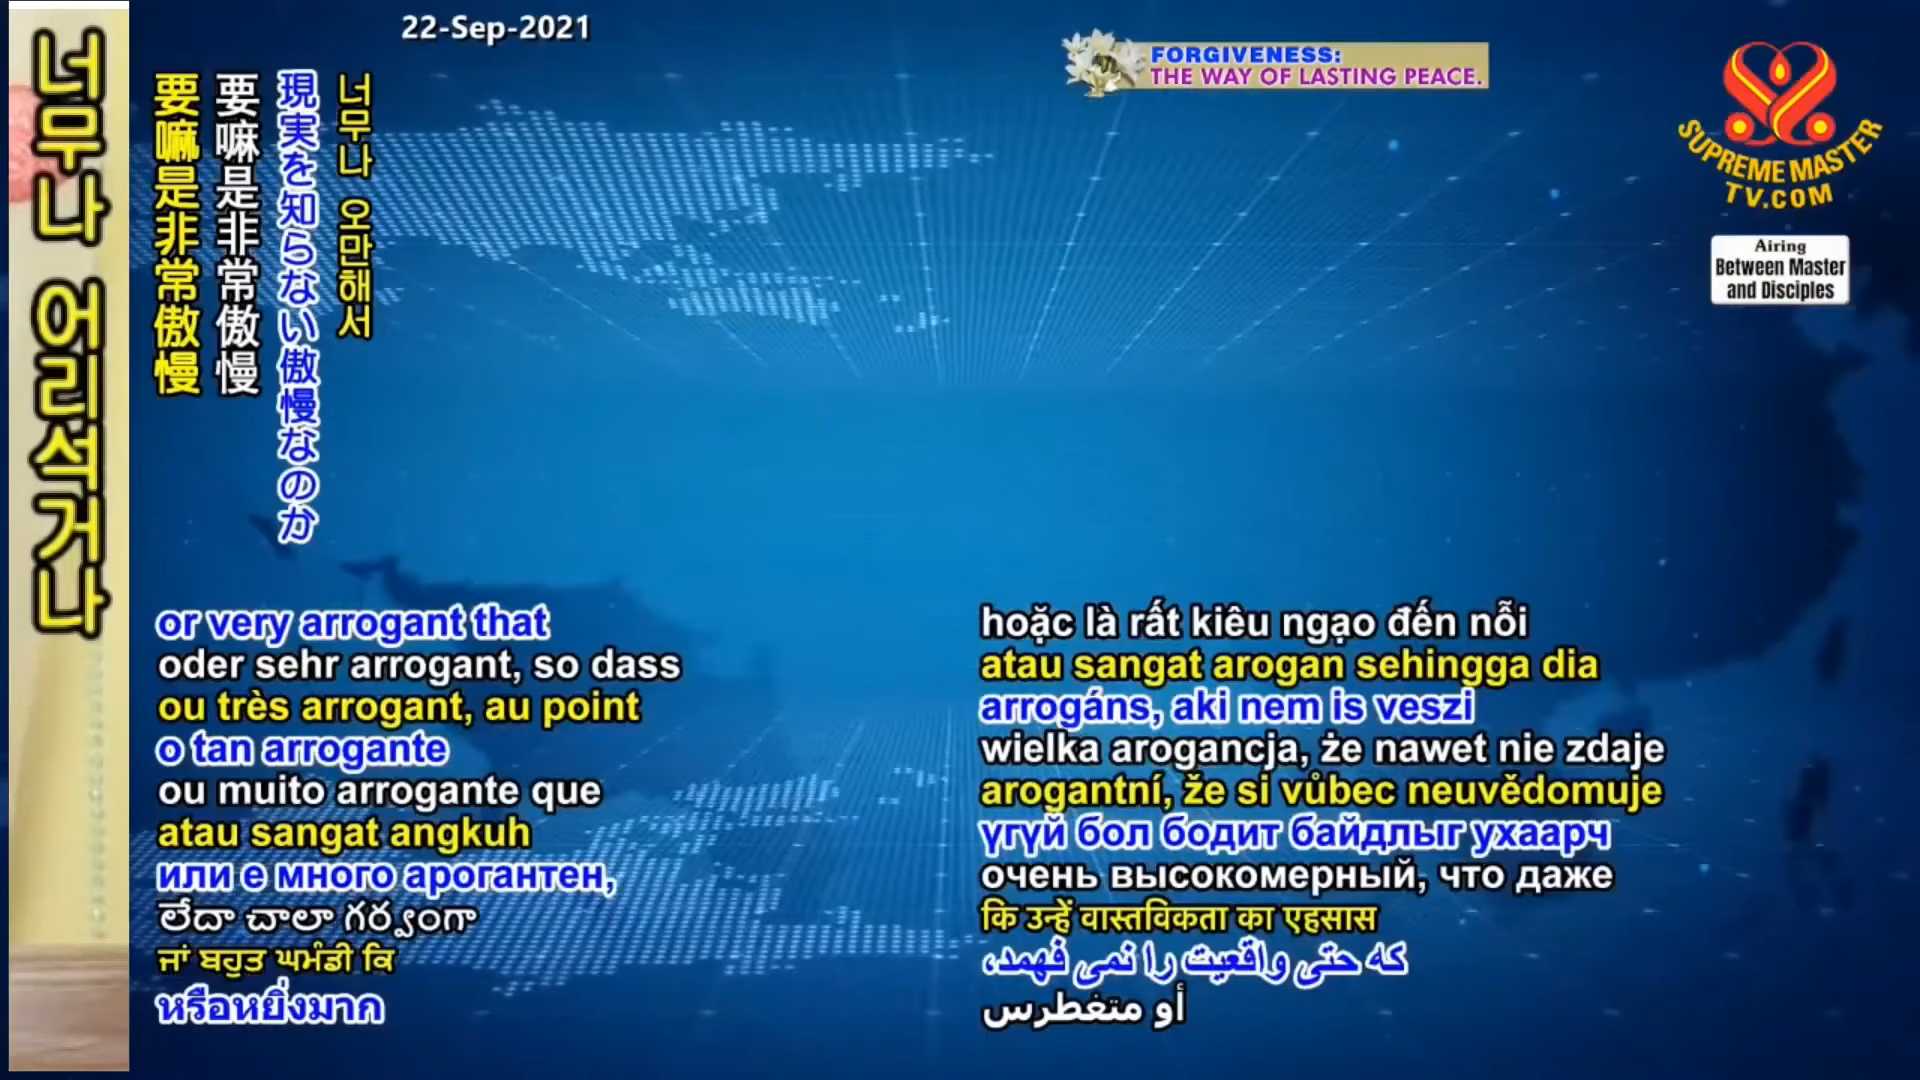 너무나 어리석거나
22-Sep-2021
FORGIVENESS:
THE WAY OF LASTING PEACE.
SUPREME MASTER
TV.COM
Airing
Between Master
and Disciples
要嘛是非常傲慢
要嘛是非常傲慢
現実を知らない傲慢なのか
너무나 오만해서
or very arrogant that
oder sehr arrogant, so dass
ou très arrogant, au point
o tan arrogante
ou muito arrogante que
atau sangat angkuh
или е много арогантен,
లేదా చాలా గర్వంగా
ਜਾਂ ਬਹੁਤ ਘਮੰਡੀ ਕਿ
หรือหยิ่งมาก
hoặc là rất kiêu ngạo đến nỗi
atau sangat arogan sehingga dia
arrogáns, aki nem is veszi
wielka arogancja, że nawet nie zdaje
arogantní, že si vůbec neuvědomuje
үгүй бол бодит байдлыг ухаарч
очень высокомерный, что даже
कि उन्हें वास्तविकता का एहसास
که حتی واقعیت را نمی فهمد،
أو متغطرس